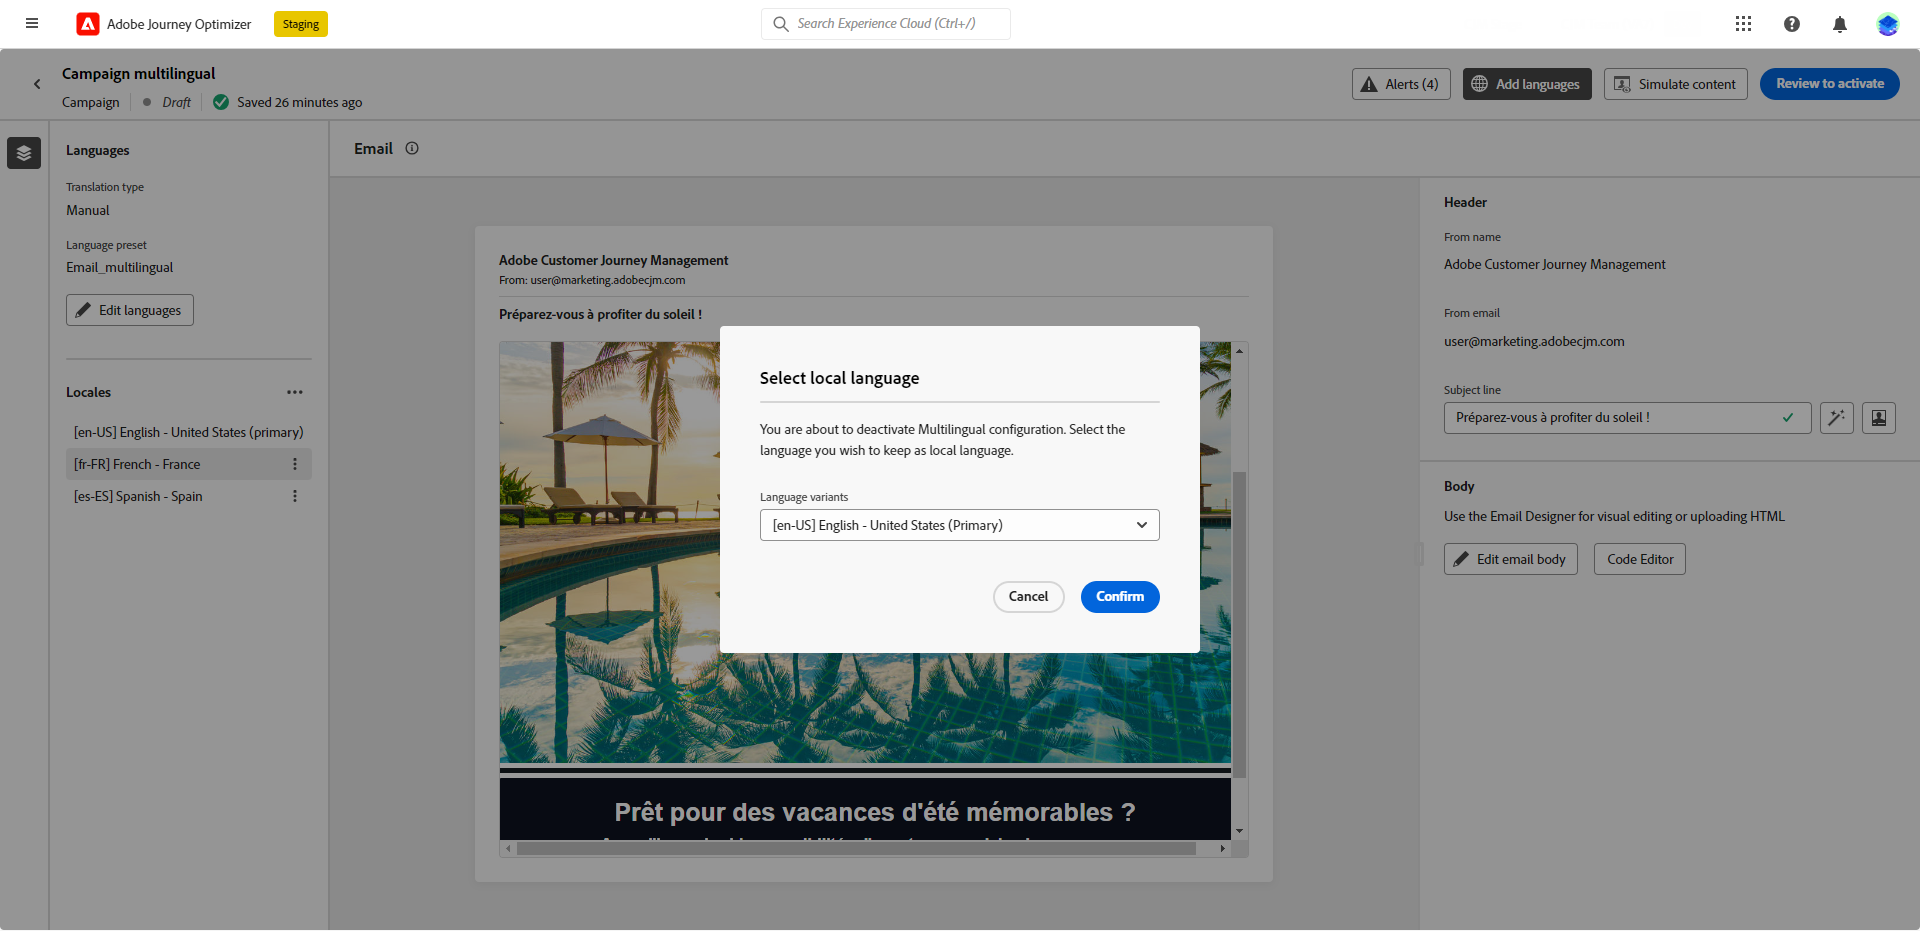 Adobe Journey Optimizer
Staging
Search Experience Cloud (Ctrl+/)
Campaign multilingual
Campaign
Draft
Saved 26 minutes ago
Alerts (4)
Add languages
Simulate content
Review to activate
Languages
Translation type
Manual
Language preset
Email_multilingual
Edit languages
Locales
[en-US] English - United States (primary)
[fr-FR] French - France
[es-ES] Spanish - Spain
Email
Adobe Customer Journey Management
From: user@marketing.adobecjm.com
Préparez-vous à profiter du soleil !
Prêt pour des vacances d'été mémorables ?
Select local language
You are about to deactivate Multilingual configuration. Select the
language you wish to keep as local language.
Language variants
[en-US] English - United States (Primary)
Cancel
Confirm
Header
From name
Adobe Customer Journey Management
From email
user@marketing.adobecjm.com
Subject line
Préparez-vous à profiter du soleil !
Body
Use the Email Designer for visual editing or uploading HTML
Edit email body
Code Editor